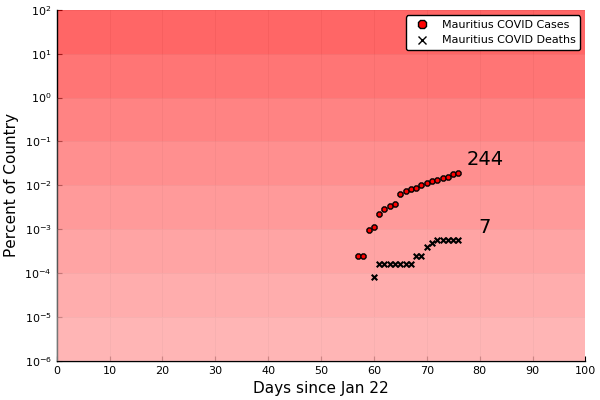 10²
10¹
10⁰
10⁻¹
10⁻²
10⁻³
10⁻⁴
10⁻⁵
10⁻⁶
Percent of Country
Mauritius COVID Cases
Mauritius COVID Deaths
244
7
0 10 20 30 40 50 60 70 80 90 100
Days since Jan 22